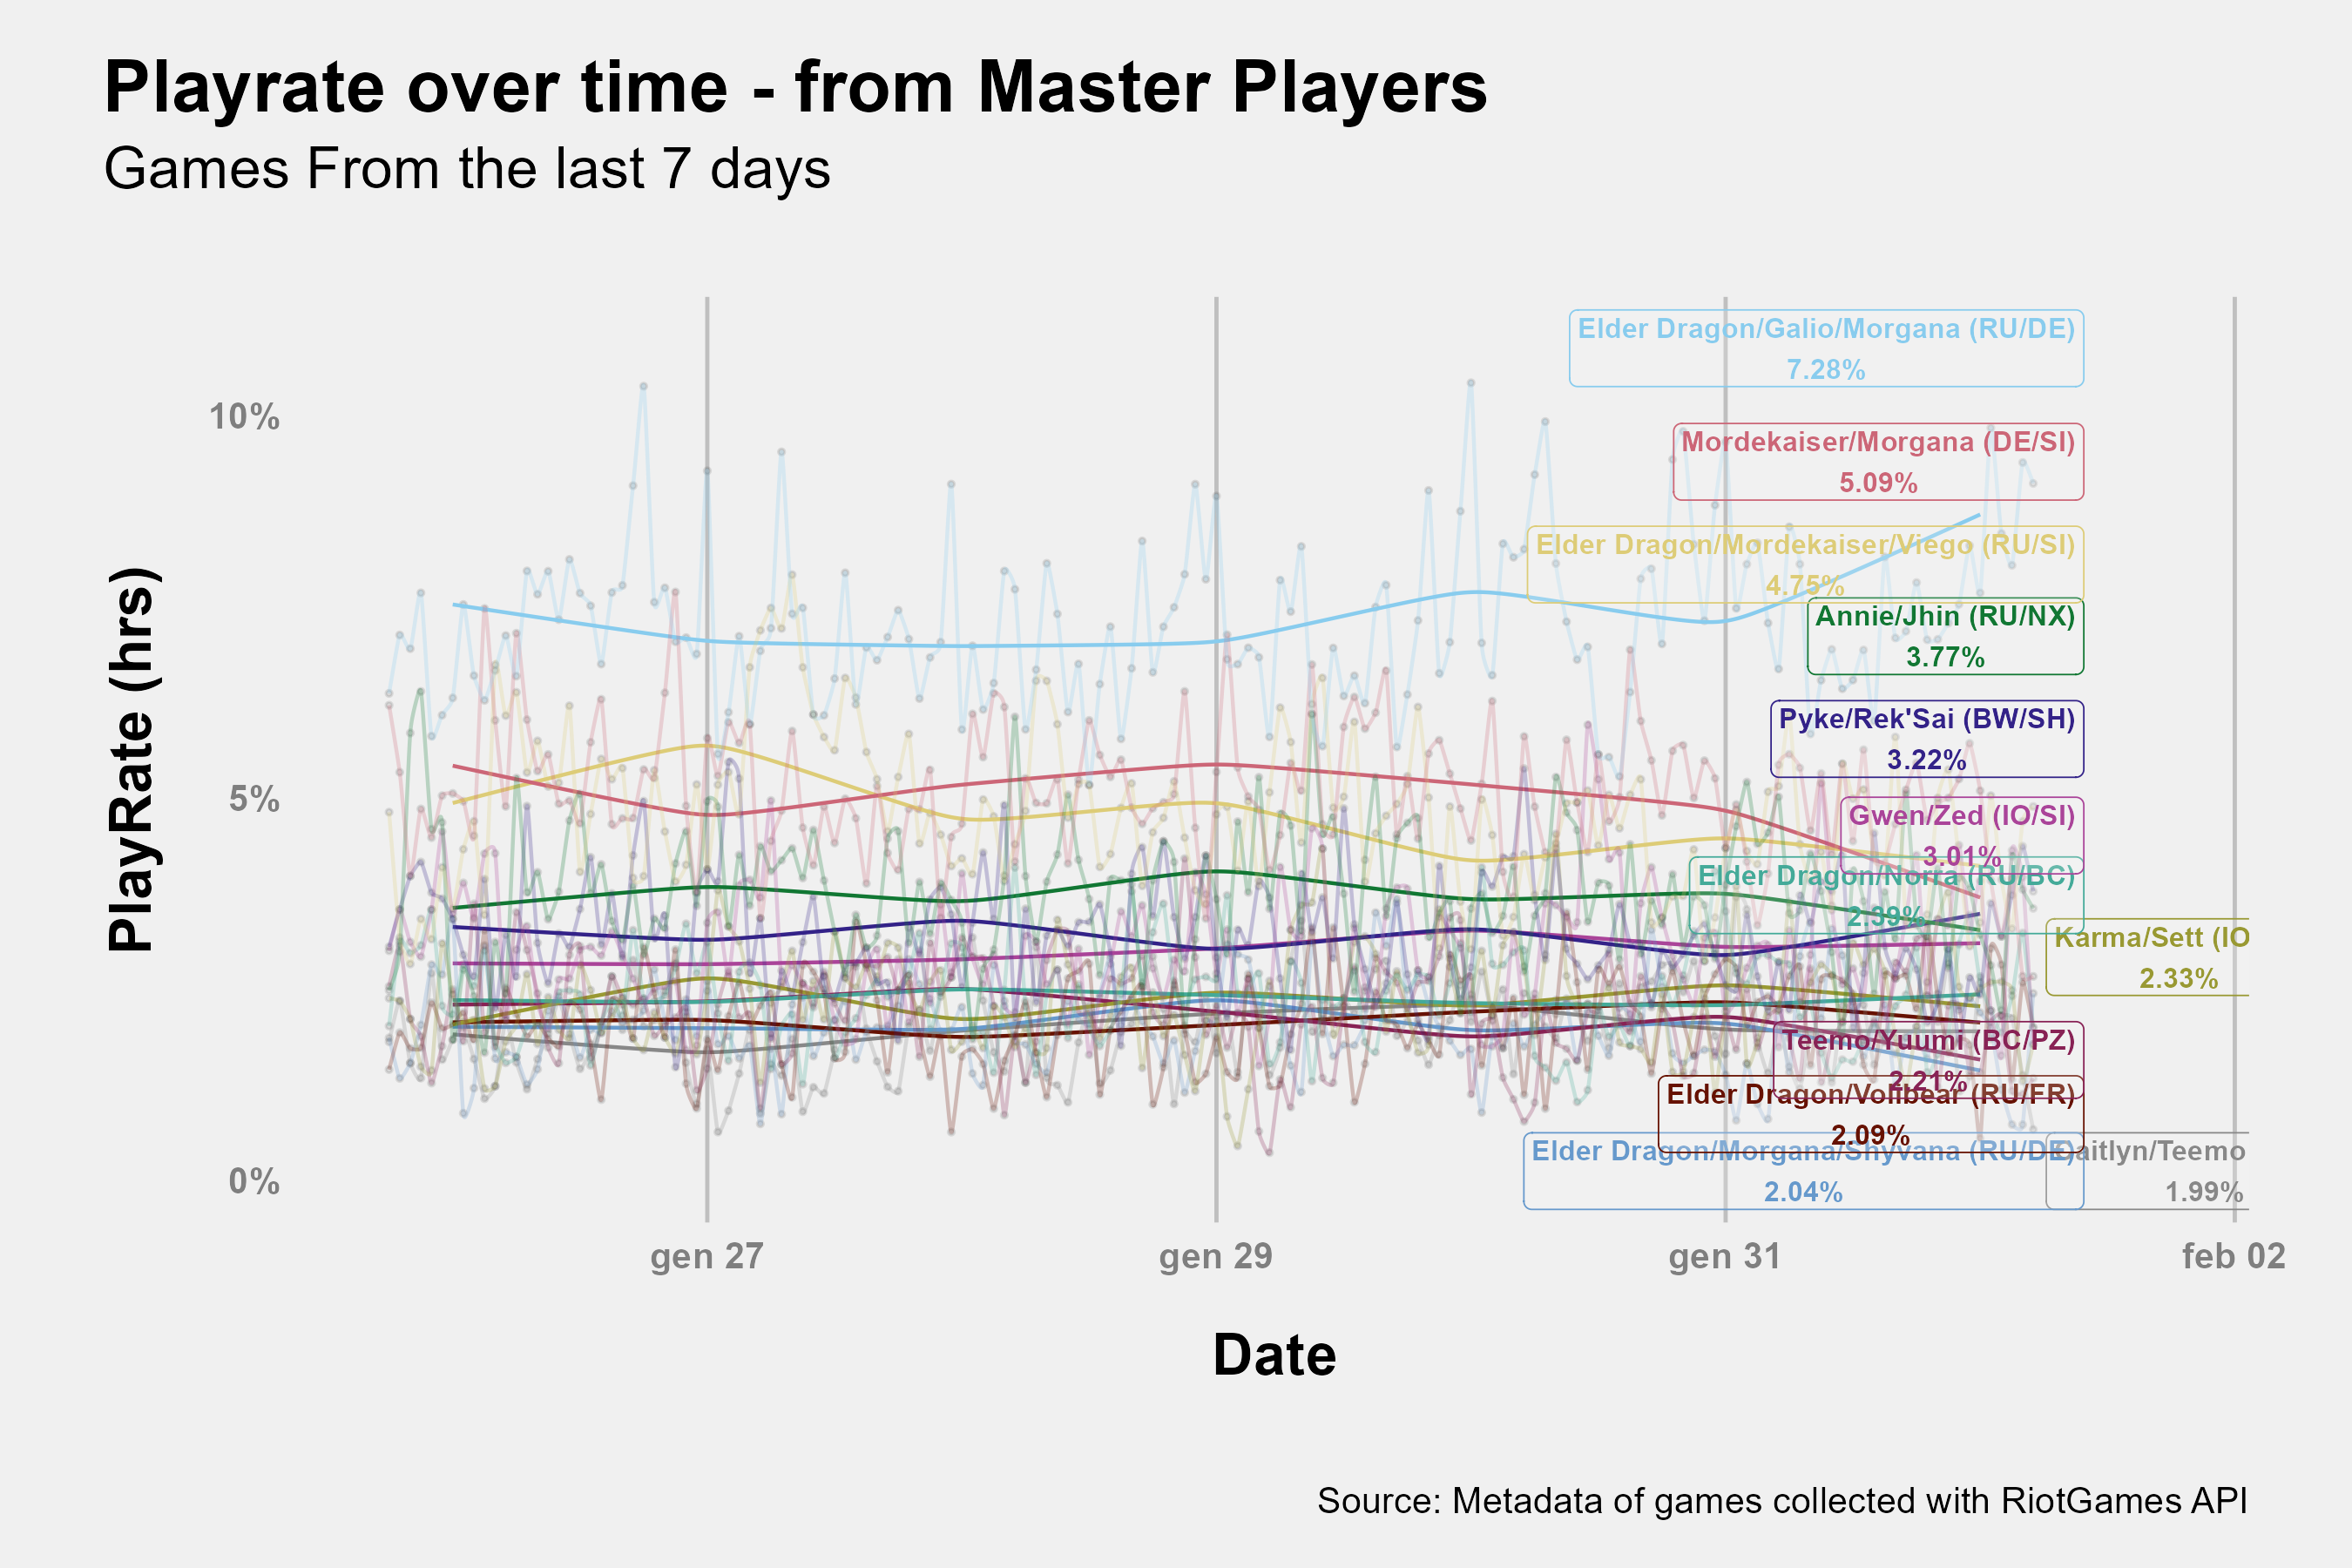 Playrate over time - from Master Players
Games From the last 7 days
PlayRate (hrs)
10%
5%
0%
Elder Dragon/Galio/Morgana (RU/DE)
7.28%
Mordekaiser/Morgana (DE/SI)
5.09%
Elder Dragon/Mordekaiser/Viego (RU/SI)
4.75%
Annie/Jhin (RU/NX)
3.77%
Pyke/Rek'Sai (BW/SH)
3.22%
Gwen/Zed (IO/SI)
3.01%
Elder Dragon/Norra (RU/BC)
2.39%
Karma/Sett (IO
2.33%
Teemo/Yuumi (BC/PZ)
2.21%
Elder Dragon/Volibear (RU/FR)
2.09%
Elder Dragon/Morgana/Shyvana (RU/DE)
2.04%
Caitlyn/Teemo
1.99%
gen 27
gen 29
gen 31
feb 02
Date
Source: Metadata of games collected with RiotGames API